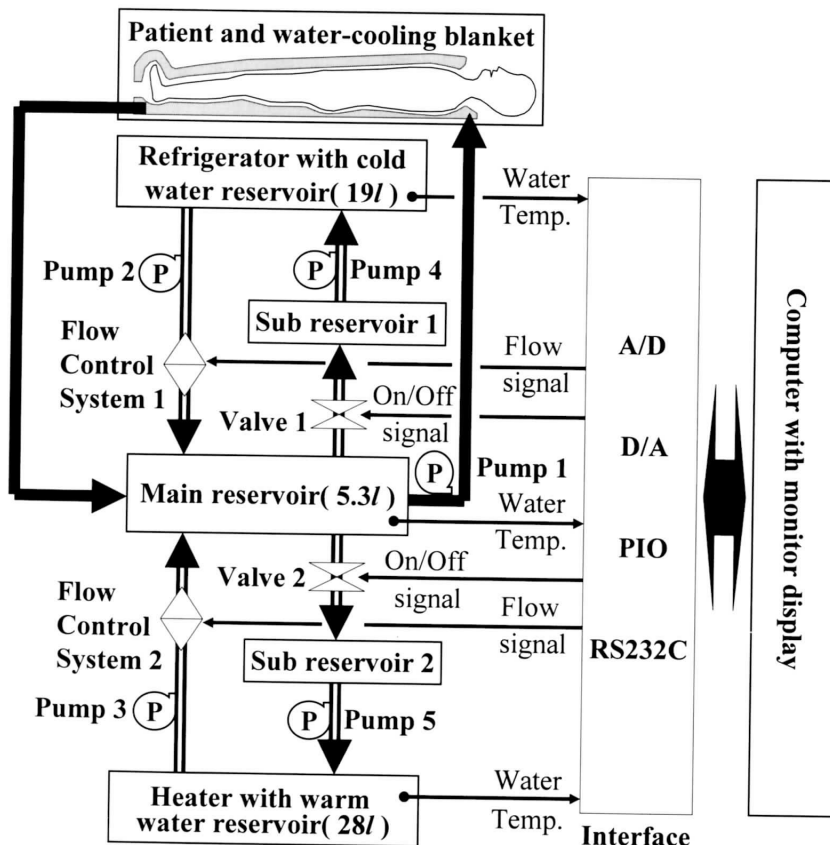 Patient and water-cooling blanket
Refrigerator with cold
water reservoir( 19l )
Water
Temp.
Pump 2
P
P
Pump 4
Sub reservoir 1
Flow
Control
System 1
Flow
signal
A/D
Valve 1
On/Off
signal
D/A
P
Pump 1
Main reservoir( 5.3l )
Water
Temp.
PIO
Valve 2
On/Off
signal
Flow
Control
System 2
Flow
signal
Sub reservoir 2
RS232C
Pump 3
P
P
Pump 5
Heater with warm
water reservoir( 28l )
Water
Temp.
Interface
Computer with monitor display